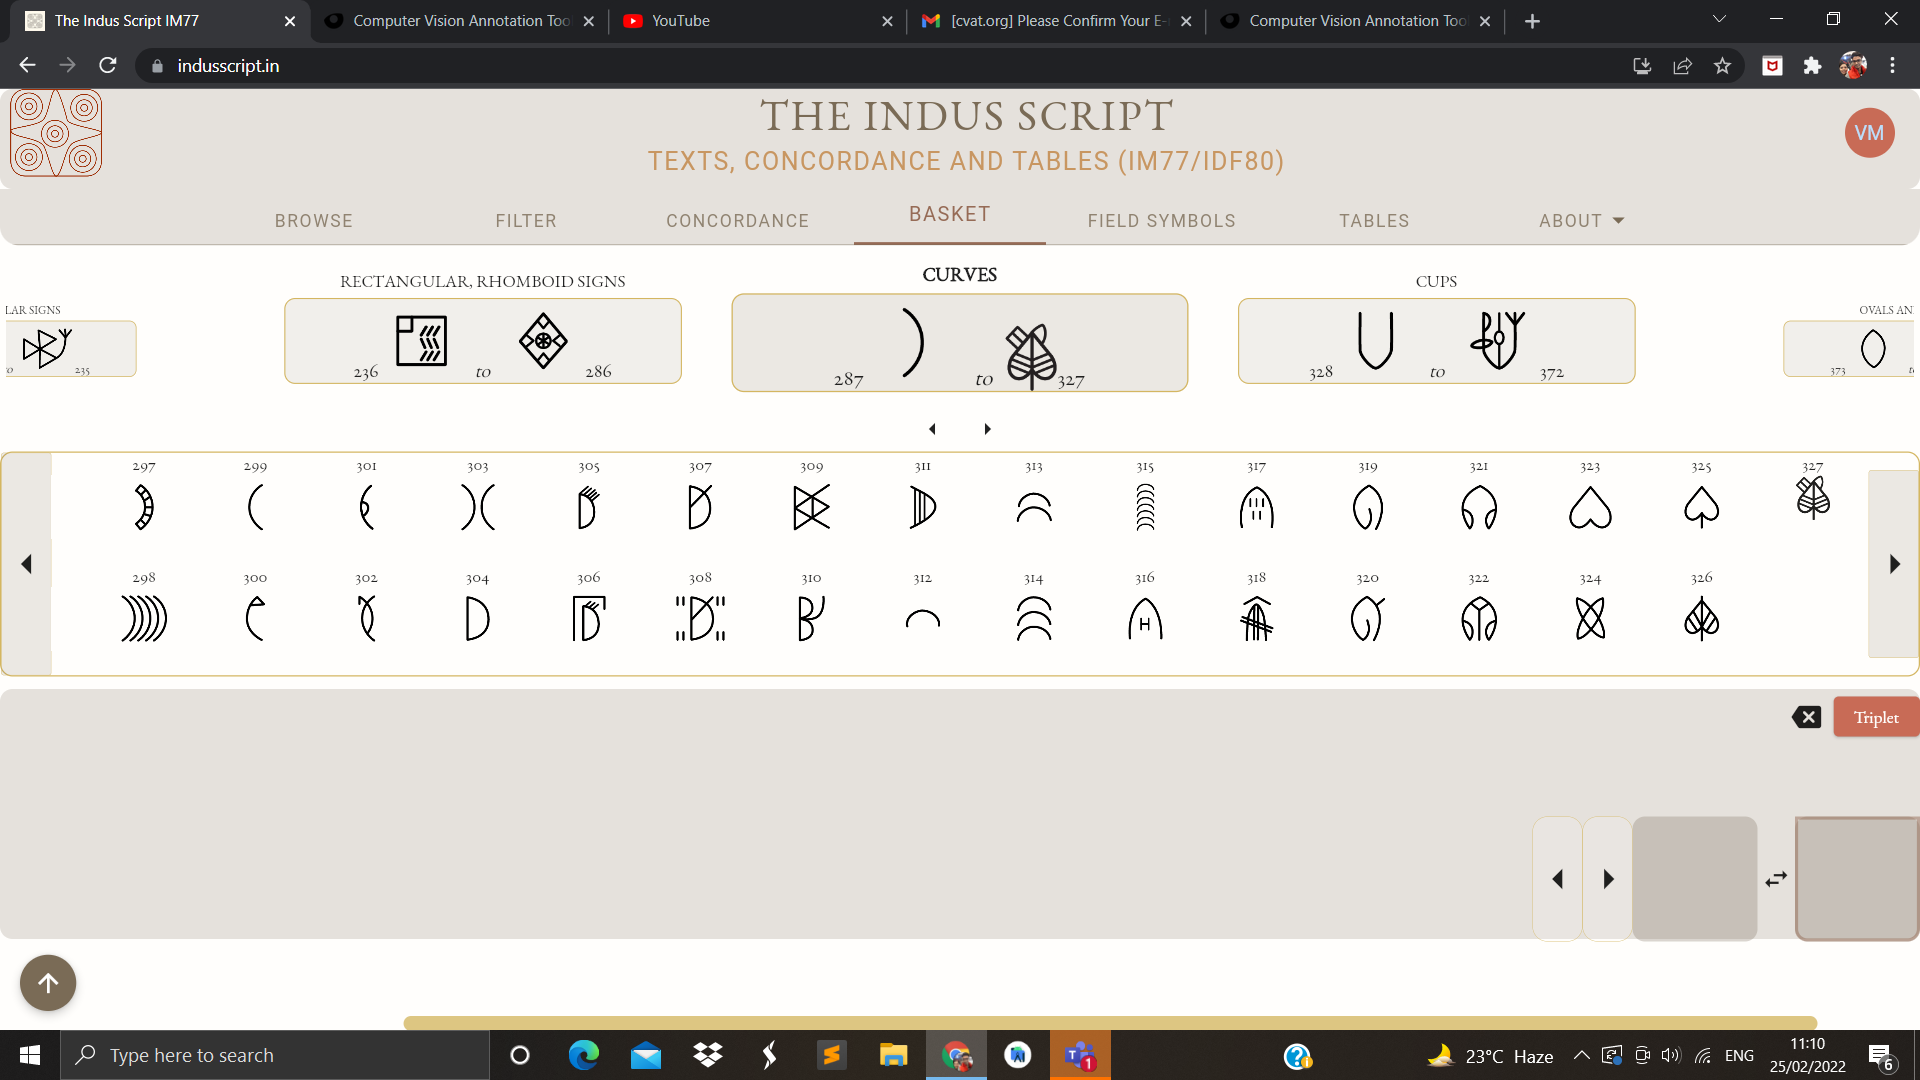 The Indus Script IM77
Computer Vision Annotation Too
YouTube
[cvat.org] Please Confirm Your E-
Computer Vision Annotation Too
indusscript.in
THE INDUS SCRIPT
TEXTS, CONCORDANCE AND TABLES (IM77/IDF80)
VM
BROWSE FILTER CONCORDANCE BASKET FIELD SYMBOLS TABLES ABOUT
LAR SIGNS
235
RECTANGULAR, RHOMBOID SIGNS
236 to 286
CURVES
287 to 327
CUPS
328 to 372
OVALS AN
373
297 299 301 303 305 307 309 311 313 315 317 319 321 323 325 327
298 300 302 304 306 308 310 312 314 316 318 320 322 324 326
Triplet
Type here to search
1
23°C Haze
ENG
11:10
25/02/2022
6